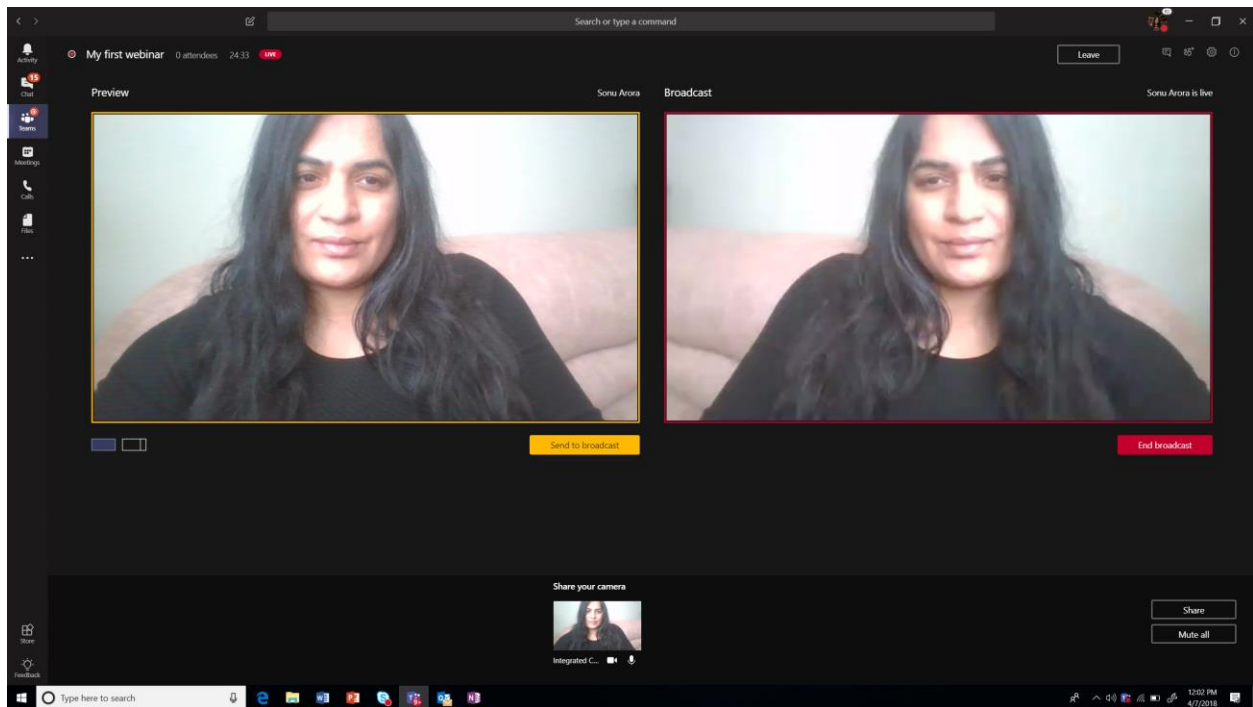 Search or type a command
Activity
My first webinar 0 attendees 24:33 LIVE
Leave
15
Chat
Preview
Sonu Arora
Broadcast
Sonu Arora is live
Teams
Meetings
Calls
Files
Send to broadcast
End broadcast
Share your camera
Share
Store
Mute all
Integrated C...
Feedback
Type here to search
12:02 PM
4/7/2018